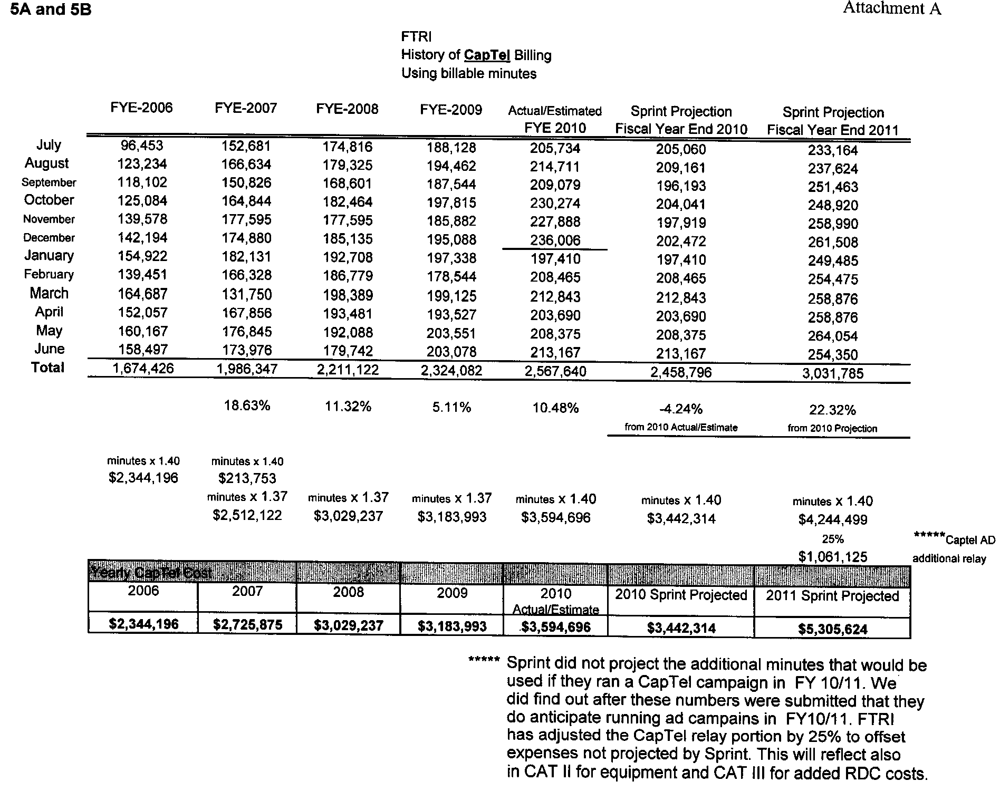 5A and 5B Attachment A
FTRI
History of CapTel Billing
Using billable minutes
FYE-2006 FYE-2007 FYE-2008 FYE-2009 Actual/Estimated Sprint Projection Sprint Projection
FYE 2010 Fiscal Year End 2010 Fiscal Year End 2011
July 96,453 152,681 174,816 188,128 205,734 205,060 233,164
August 123,234 166,634 179,325 194,462 214,711 209,161 237,624
September 118,102 150,826 168,601 187,544 209,079 196,193 251,463
October 125,084 164,844 182,464 197,815 230,274 204,041 248,920
November 139,578 177,595 177,595 185,882 227,888 197,919 258,990
December 142,194 174,880 185,135 195,088 236,006 202,472 261,508
January 154,922 182,131 192,708 197,338 197,410 197,410 249,485
February 139,451 166,328 186,779 178,544 208,465 208,465 254,475
March 164,687 131,750 198,389 199,125 212,843 212,843 258,876
April 152,057 167,856 193,481 193,527 203,690 203,690 258,876
May 160,167 176,845 192,088 203,551 208,375 208,375 264,054
June 158,497 173,976 179,742 203,078 213,167 213,167 254,350
Total 1,674,426 1,986,347 2,211,122 2,324,082 2,567,640 2,458,796 3,031,785
18.63% 11.32% 5.11% 10.48% -4.24% 22.32%
from 2010 Actual/Estimate from 2010 Projection
minutes x 1.40 minutes x 1.40
$2,344,196 $213,753
minutes x 1.37 minutes x 1.37 minutes x 1.37 minutes x 1.40 minutes x 1.40 minutes x 1.40
$2,512,122 $3,029,237 $3,183,993 $3,594,696 $3,442,314 $4,244,499
25% *****Captel AD
$1,061,125 additional relay
Yearly CapTel Cost
2006 2007 2008 2009 2010 2010 Sprint Projected 2011 Sprint Projected
Actual/Estimate
$2,344,196 $2,725,875 $3,029,237 $3,183,993 $3,594,696 $3,442,314 $5,305,624
***** Sprint did not project the additional minutes that would be
used if they ran a CapTel campaign in FY 10/11. We
did find out after these numbers were submitted that they
do anticipate running ad campains in FY10/11. FTRI
has adjusted the CapTel relay portion by 25% to offset
expenses not projected by Sprint. This will reflect also
in CAT II for equipment and CAT III for added RDC costs.